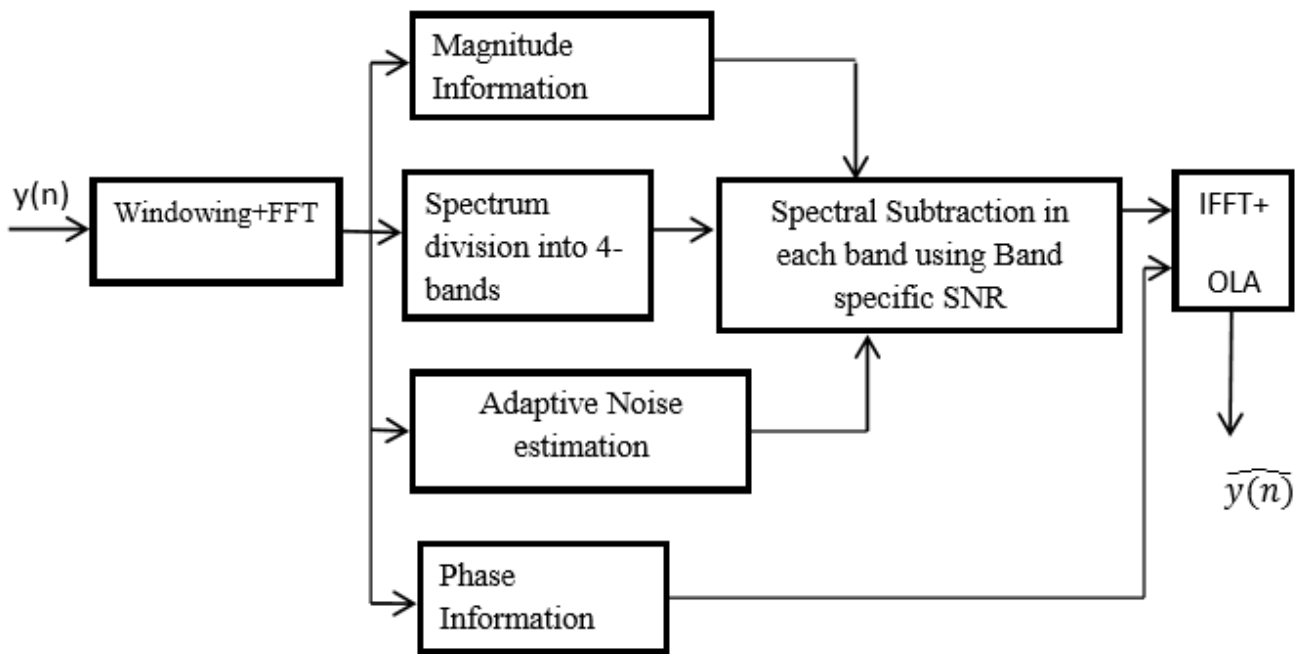 Magnitude
Information
y(n)
Windowing+FFT
Spectrum
division into 4-
bands
Spectral Subtraction in
each band using Band
specific SNR
IFFT+
OLA
Adaptive Noise
estimation
$\widehat{y(n)}$
Phase
Information